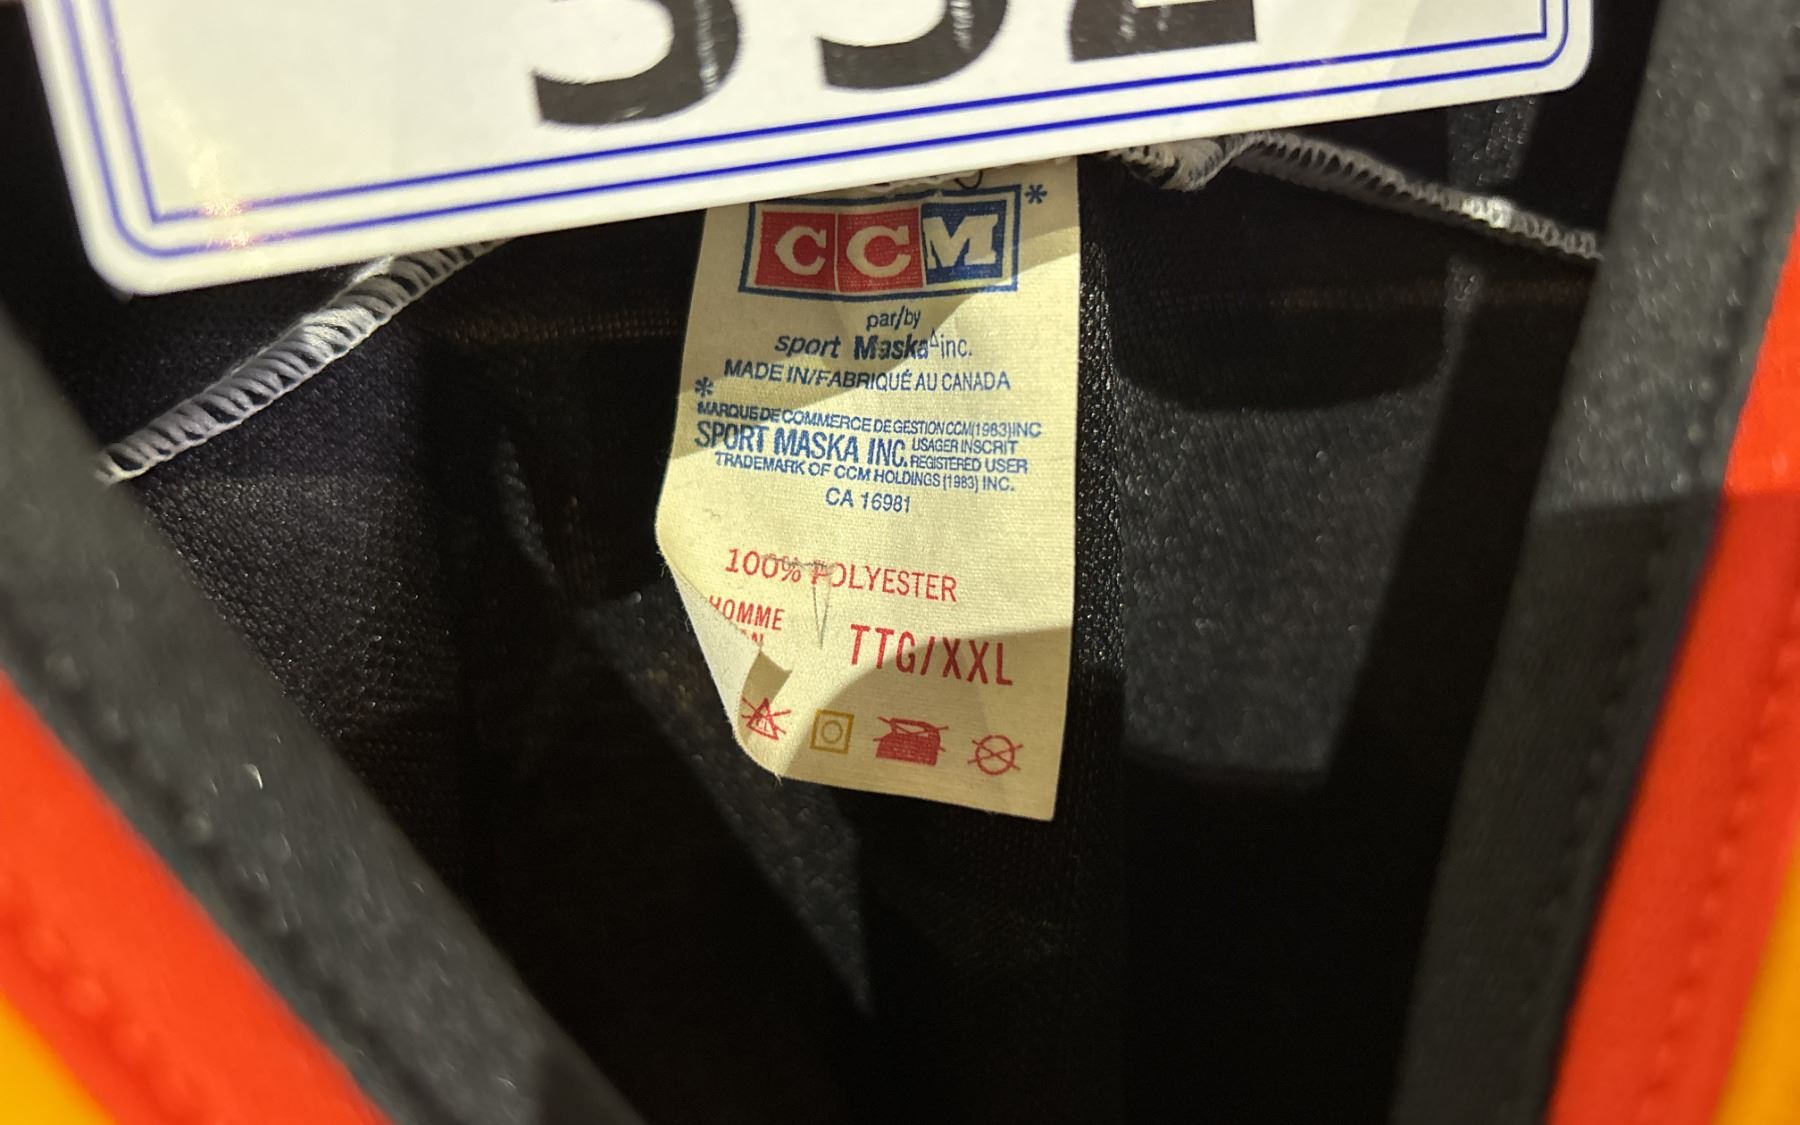 CCM*
par/by
sport Maska inc.
MADE IN/FABRIQUÉ AU CANADA
*
MARQUE DE COMMERCE DE GESTION CCM (1983) INC
SPORT MASKA INC. USAGER INSCRIT
REGISTERED USER
TRADEMARK OF CCM HOLDINGS (1983) INC.
CA 16981
100% POLYESTER
HOMME
TTG/XXL